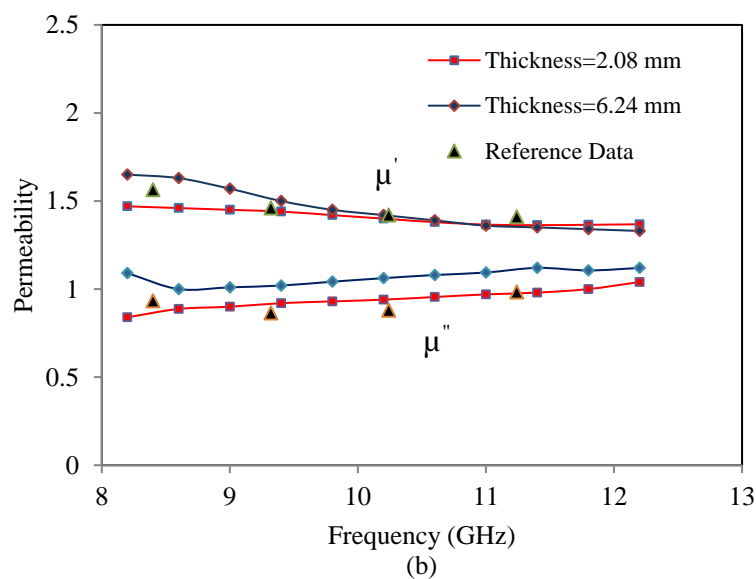 2.5
2
1.5
1
0.5
0
Permeability
Thickness=2.08 mm
Thickness=6.24 mm
Reference Data
μ'
μ"
8 9 10 11 12 13
Frequency (GHz)
(b)